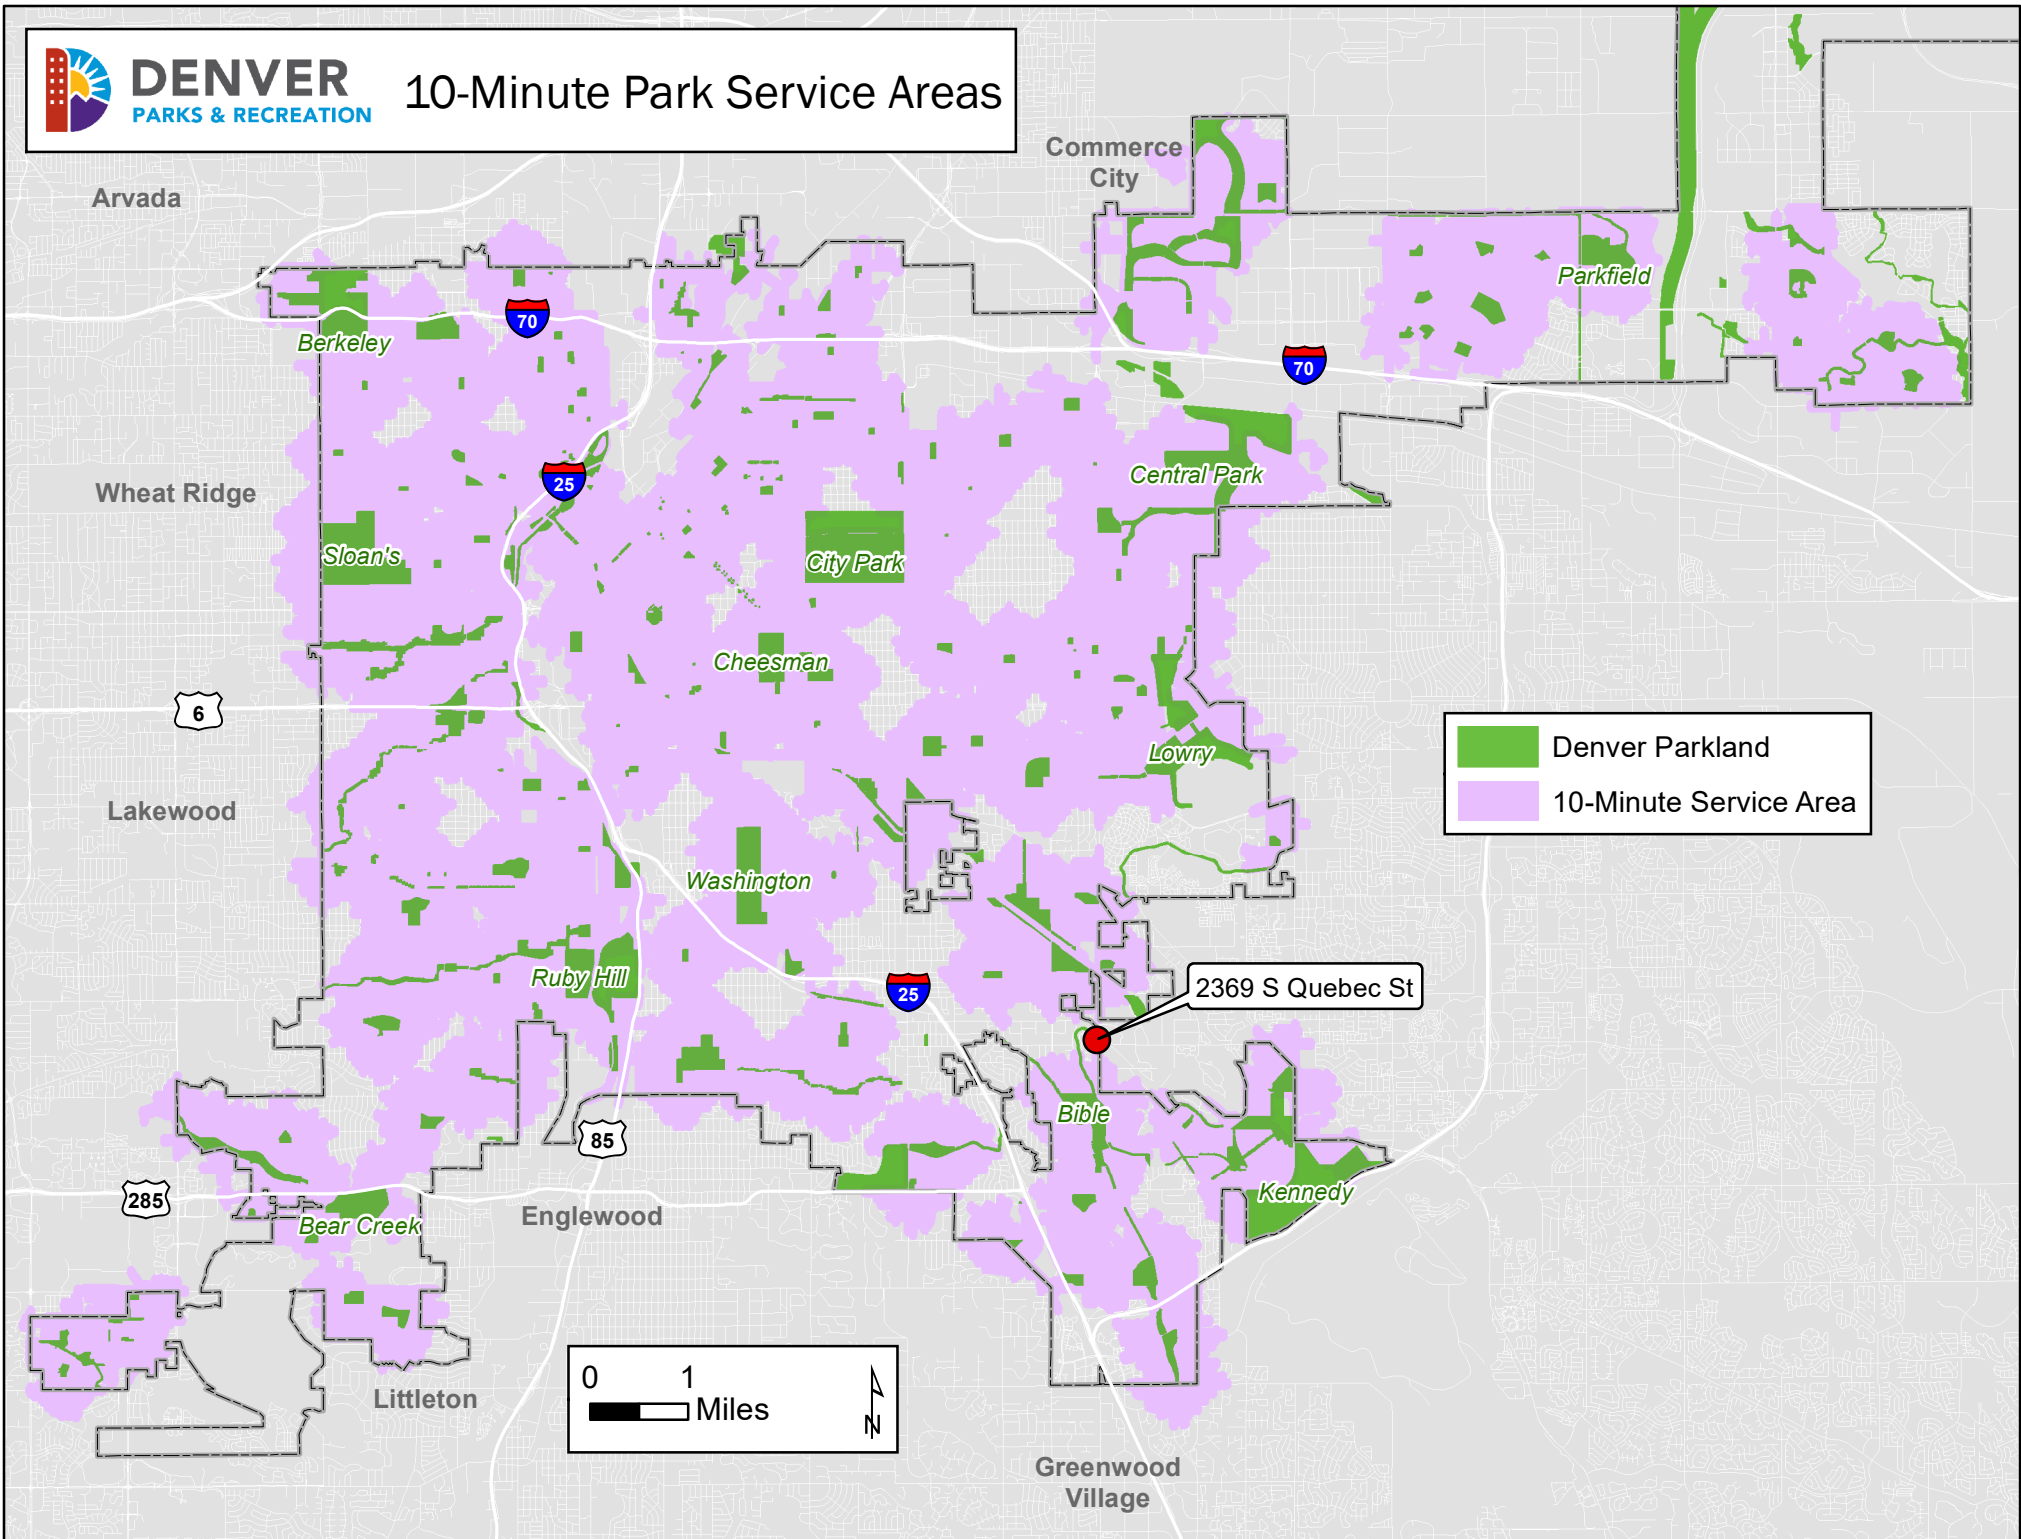 DENVER
PARKS & RECREATION
10-Minute Park Service Areas
Commerce
City
Arvada
Parkfield
70
Berkeley
70
Central Park
25
Wheat Ridge
Sloan's
City Park
Cheesman
6
Lowry
Denver Parkland
10-Minute Service Area
Lakewood
Washington
Ruby Hill
25
2369 S Quebec St
Bible
85
Kennedy
285
Bear Creek
Englewood
0 1
Miles
N
Littleton
Greenwood
Village